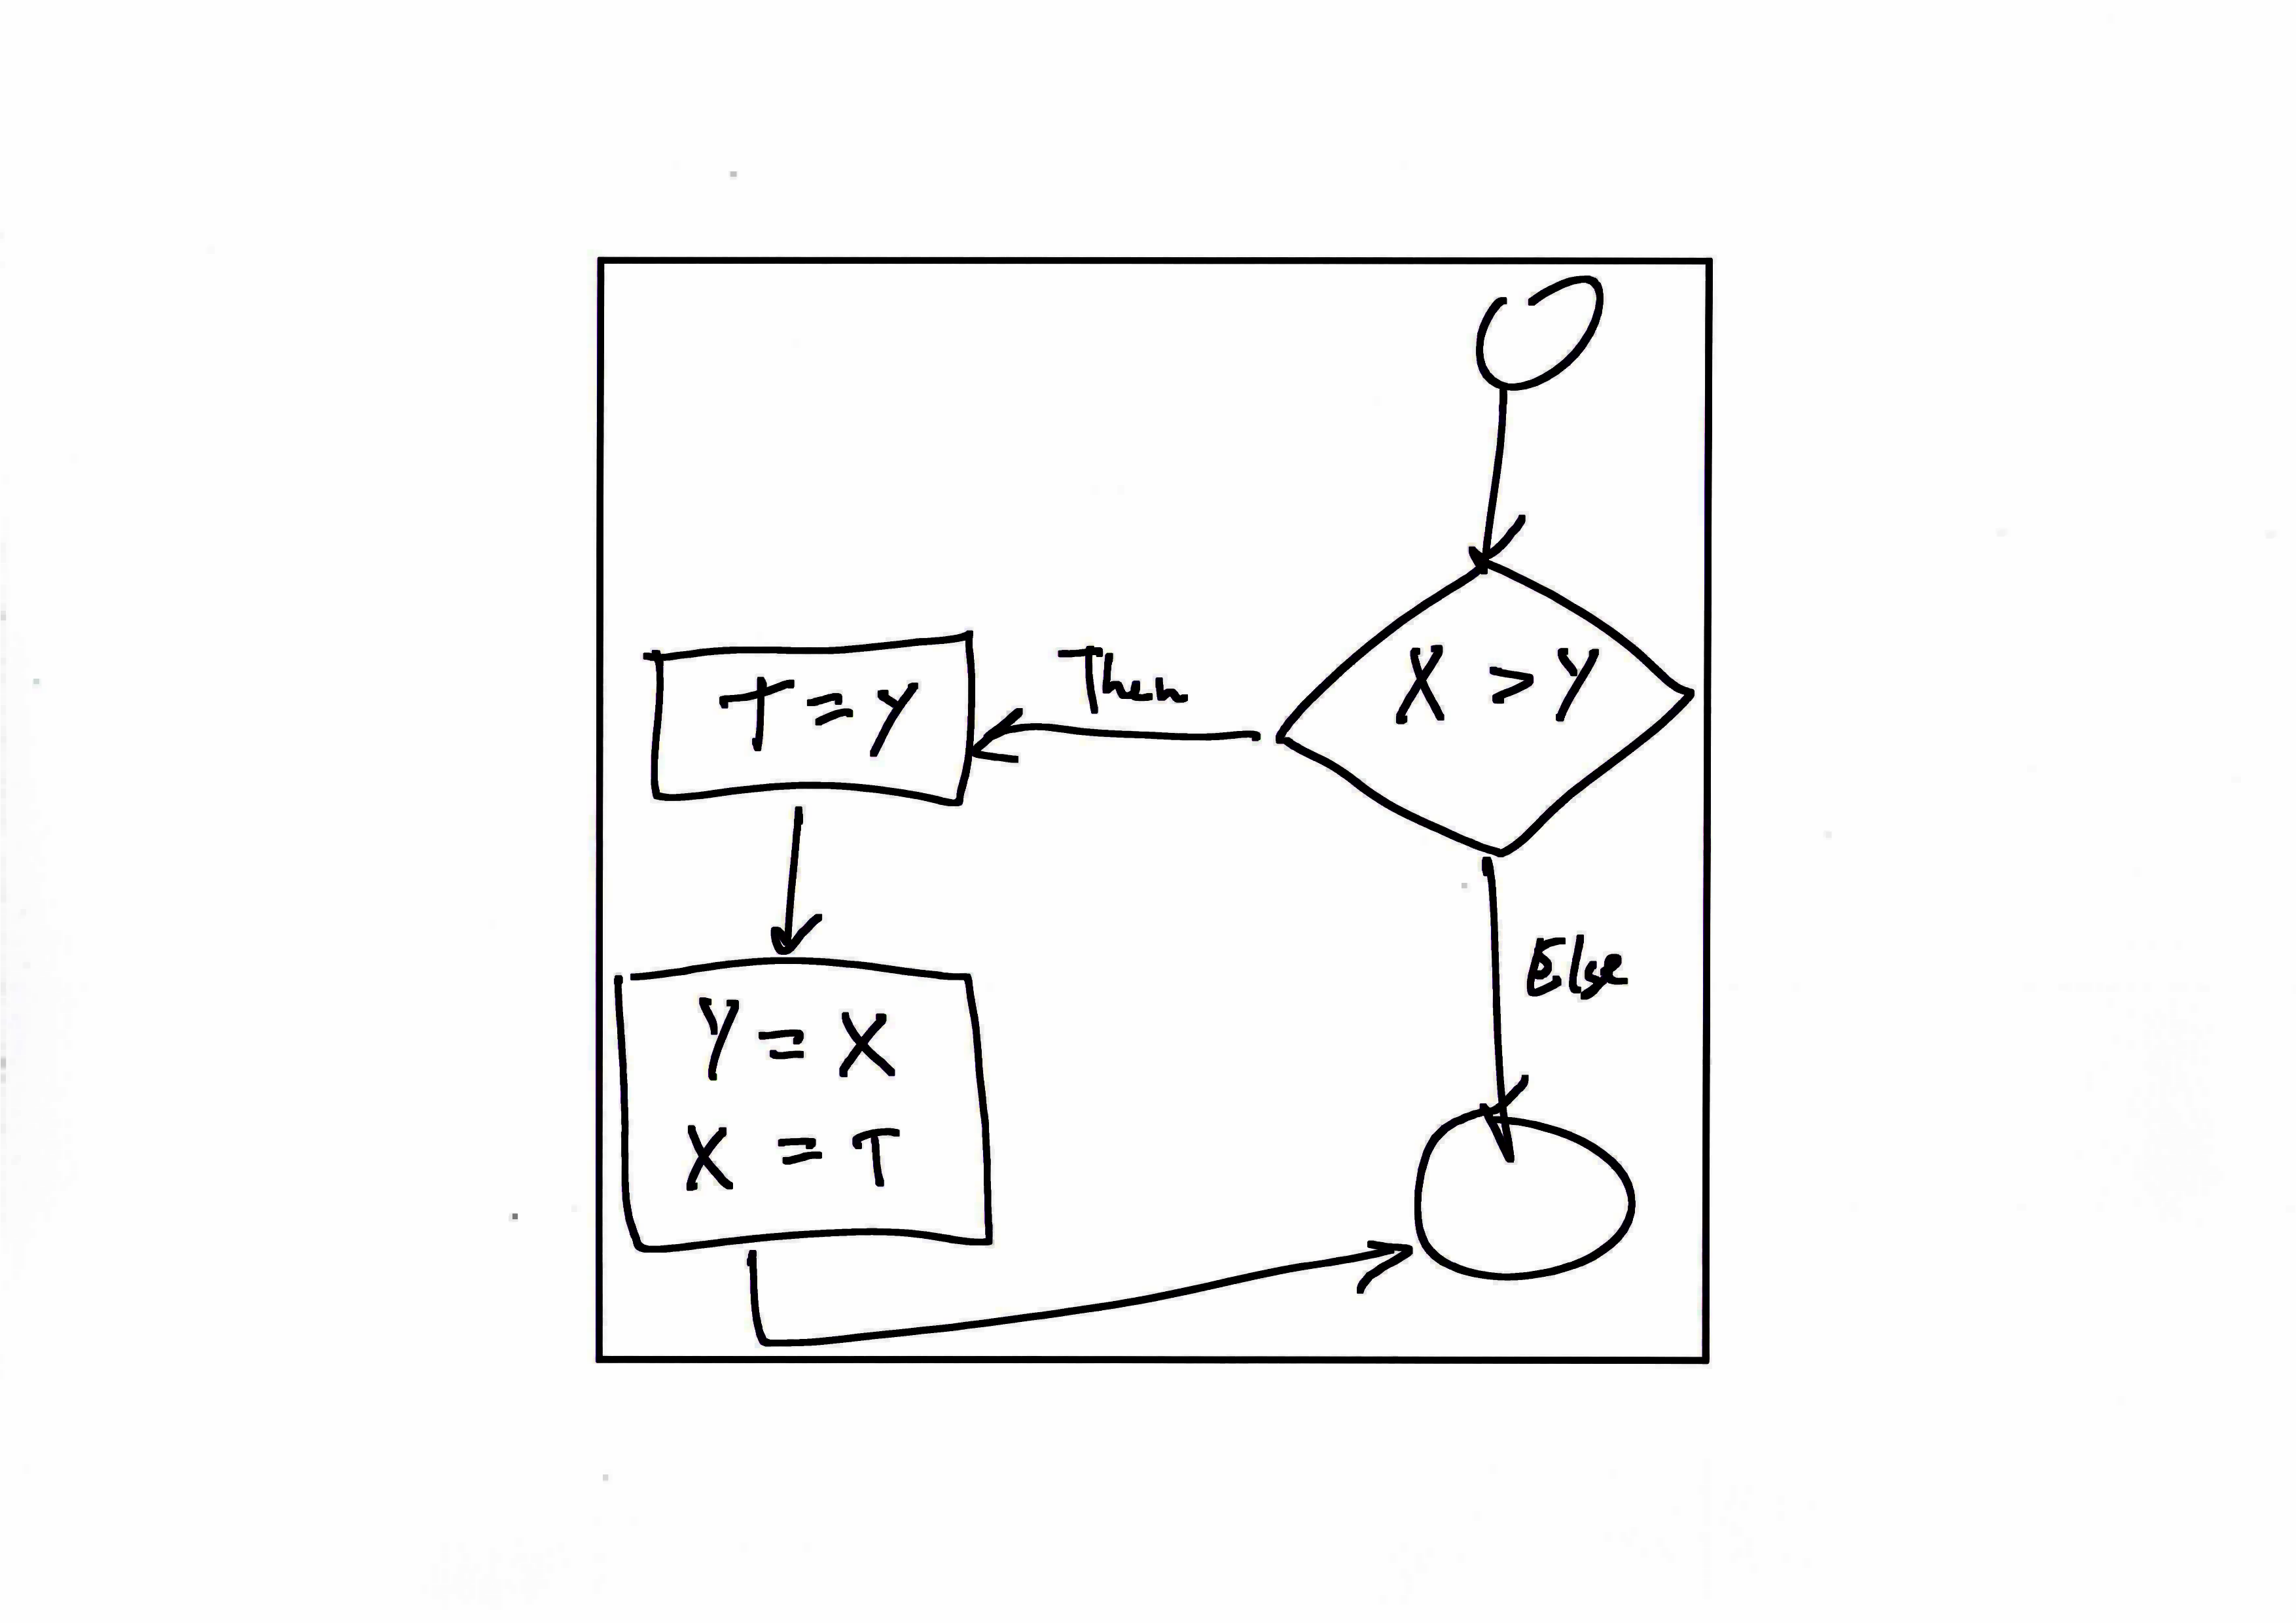 X > Y
Then
T = Y
Else
Y = X
X = T